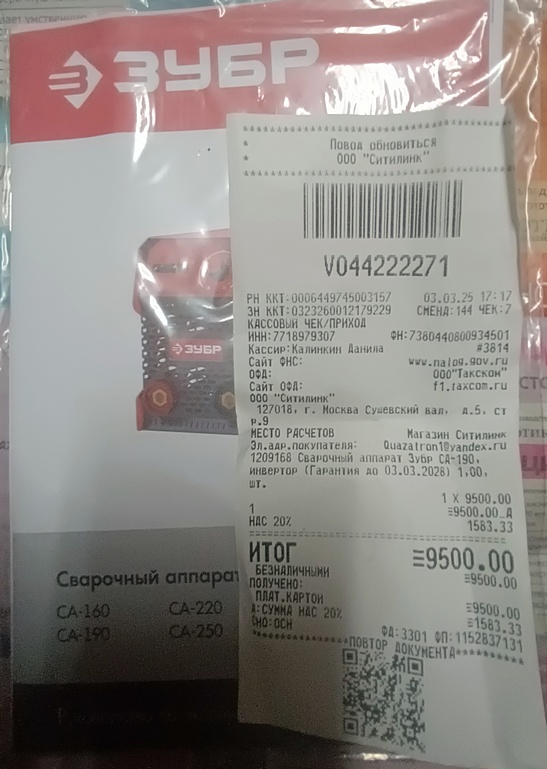 ЗУБР
* Повод обновиться *
* ООО "Ситилинк" *
V044222271
РН ККТ:0006449745003157 03.03.25 17:17
ЗН ККТ:0323260012179229 СМЕНА:144 ЧЕК:7
КАССОВЫЙ ЧЕК/ПРИХОД
ИНН:7718979307 ФН:7380440800934501
Кассир:Калинкин Данила #3814
Сайт ФНС: www.nalog.gov.ru
ОФД: ООО"Такском"
Сайт ОФД: f1.taxcom.ru
ООО "Ситилинк"
127018, г. Москва Сущевский вал, д.5, ст
р.9
МЕСТО РАСЧЕТОВ Магазин Ситилинк
Эл.адр.покупателя: Quazatron1@yandex.ru
1209168 Сварочный аппарат Зубр СА-190,
инвертор (Гарантия до 03.03.2028) 1,00,
шт.
1 X 9500.00
1 ≡9500.00_А
НДС 20% 1583.33
ИТОГ ≡9500.00
БЕЗНАЛИЧНЫМИ ≡9500.00
ПОЛУЧЕНО:
ПЛАТ.КАРТОЙ ≡9500.00
А:СУММА НДС 20% ≡1583.33
СНО:ОСН
ФД:3301 ФП:1152837131
**********ПОВТОР ДОКУМЕНТА**********
ЗУБР
Сварочный аппарат
СА-160 СА-220
СА-190 СА-250